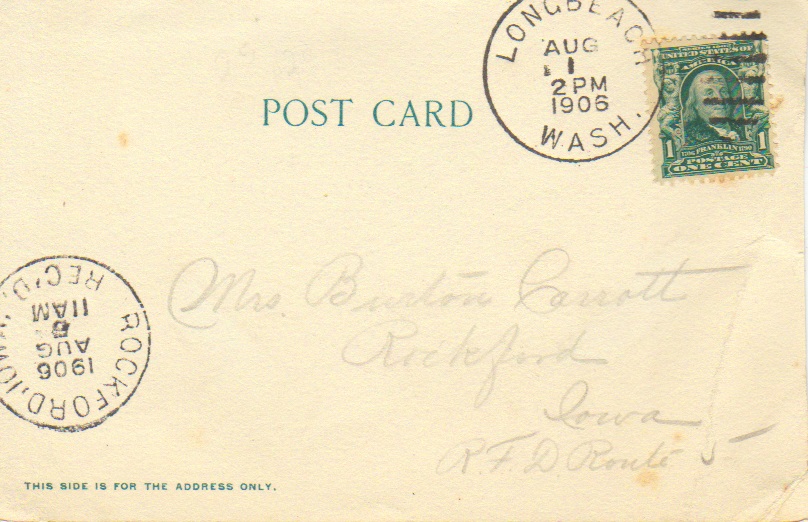 LONGBEACH
AUG
1
2 PM
1906
WASH.
UNITED STATES OF
AMERICA
1 FRANKLIN 1
POSTAGE
ONE CENT
POST CARD
ROCKFORD, IOWA,
REC'D.
11AM
5
AUG
1906
Mrs. Burton Carrott
Rockford
Iowa
R.F.D Route 5
THIS SIDE IS FOR THE ADDRESS ONLY.